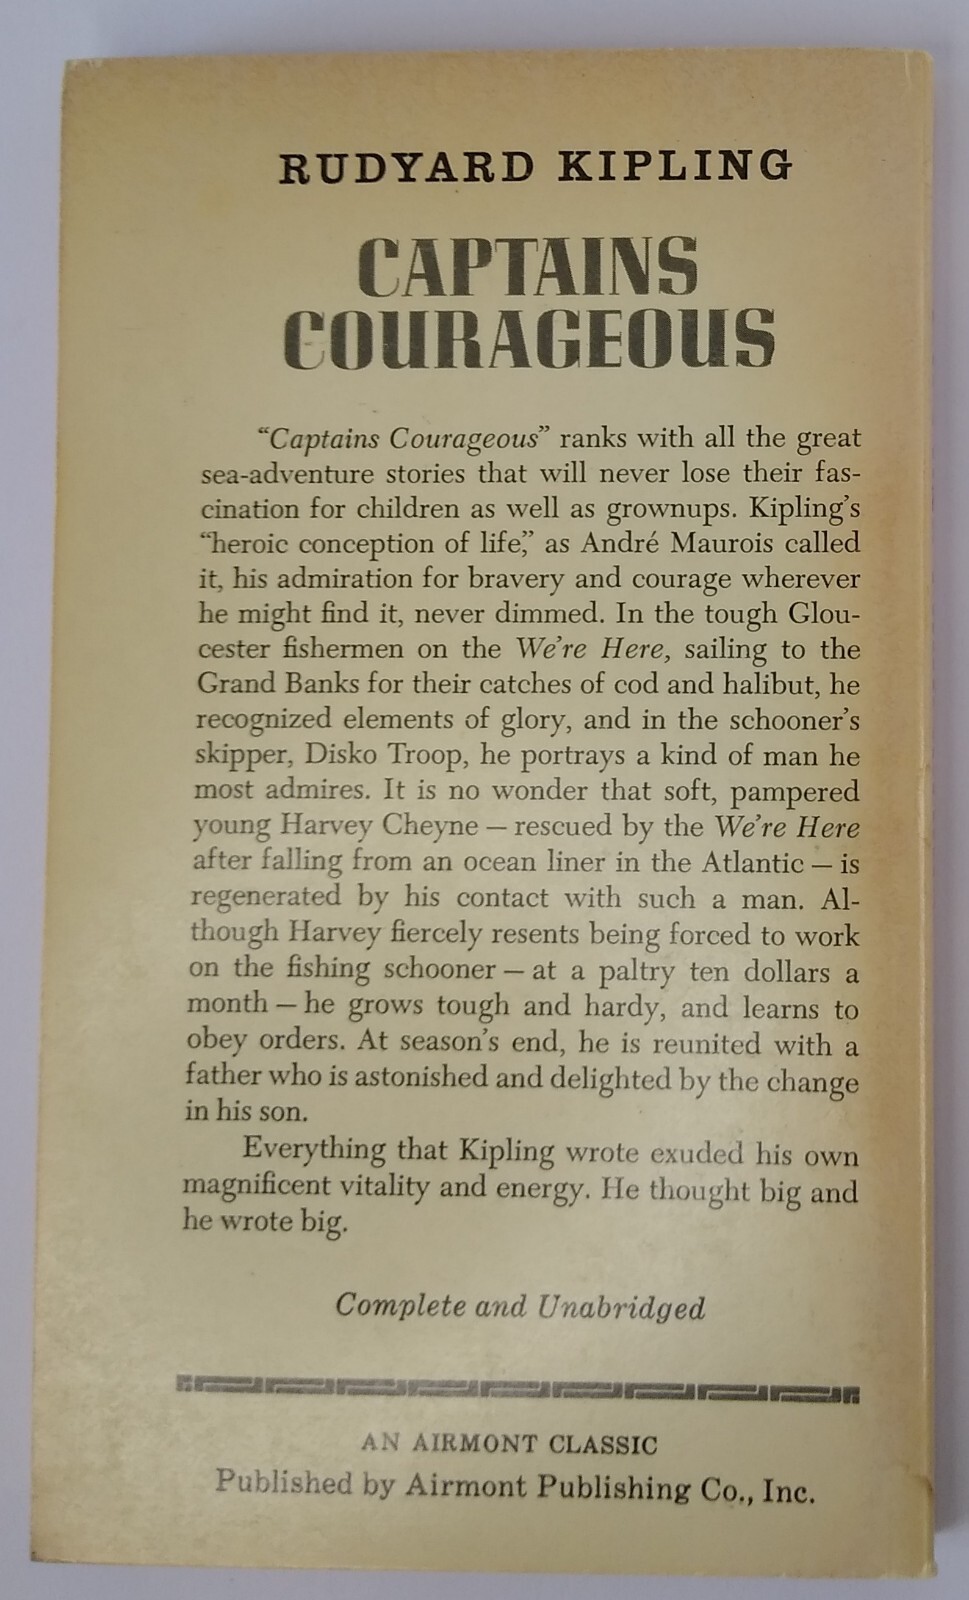 RUDYARD KIPLING
CAPTAINS
COURAGEOUS
“Captains Courageous” ranks with all the great
sea-adventure stories that will never lose their fas-
cination for children as well as grownups. Kipling’s
“heroic conception of life,” as André Maurois called
it, his admiration for bravery and courage wherever
he might find it, never dimmed. In the tough Glou-
cester fishermen on the We’re Here, sailing to the
Grand Banks for their catches of cod and halibut, he
recognized elements of glory, and in the schooner’s
skipper, Disko Troop, he portrays a kind of man he
most admires. It is no wonder that soft, pampered
young Harvey Cheyne — rescued by the We’re Here
after falling from an ocean liner in the Atlantic — is
regenerated by his contact with such a man. Al-
though Harvey fiercely resents being forced to work
on the fishing schooner — at a paltry ten dollars a
month — he grows tough and hardy, and learns to
obey orders. At season’s end, he is reunited with a
father who is astonished and delighted by the change
in his son.
Everything that Kipling wrote exuded his own
magnificent vitality and energy. He thought big and
he wrote big.
Complete and Unabridged
AN AIRMONT CLASSIC
Published by Airmont Publishing Co., Inc.